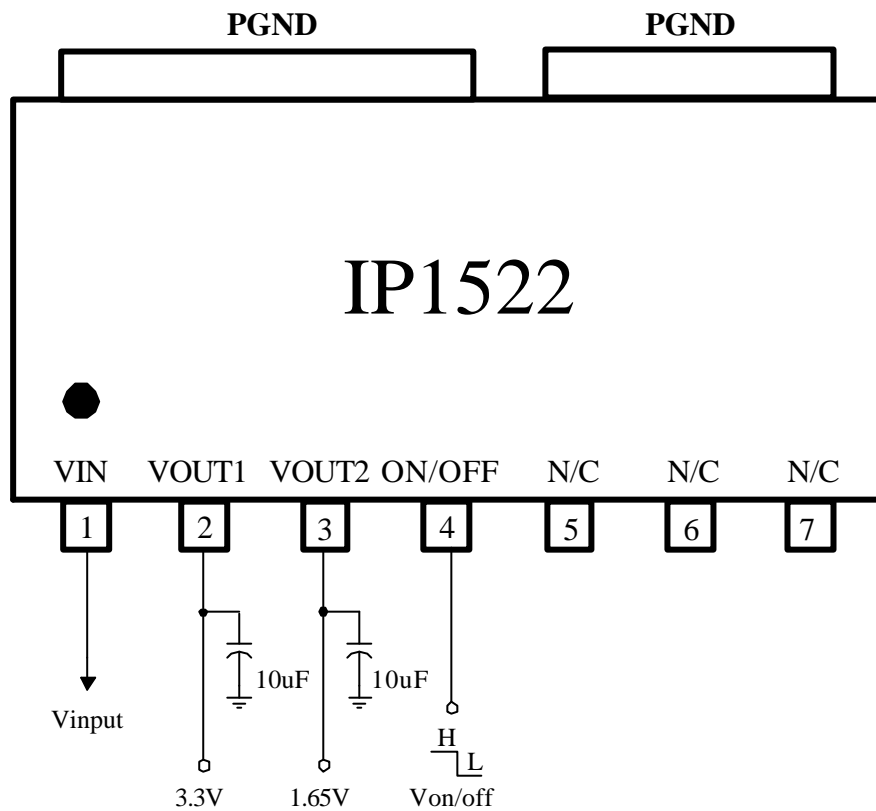 PGND PGND
IP1522
VIN VOUT1 VOUT2 ON/OFF N/C N/C N/C
1 2 3 4 5 6 7
10uF 10uF
Vinput
H
L
3.3V 1.65V Von/off